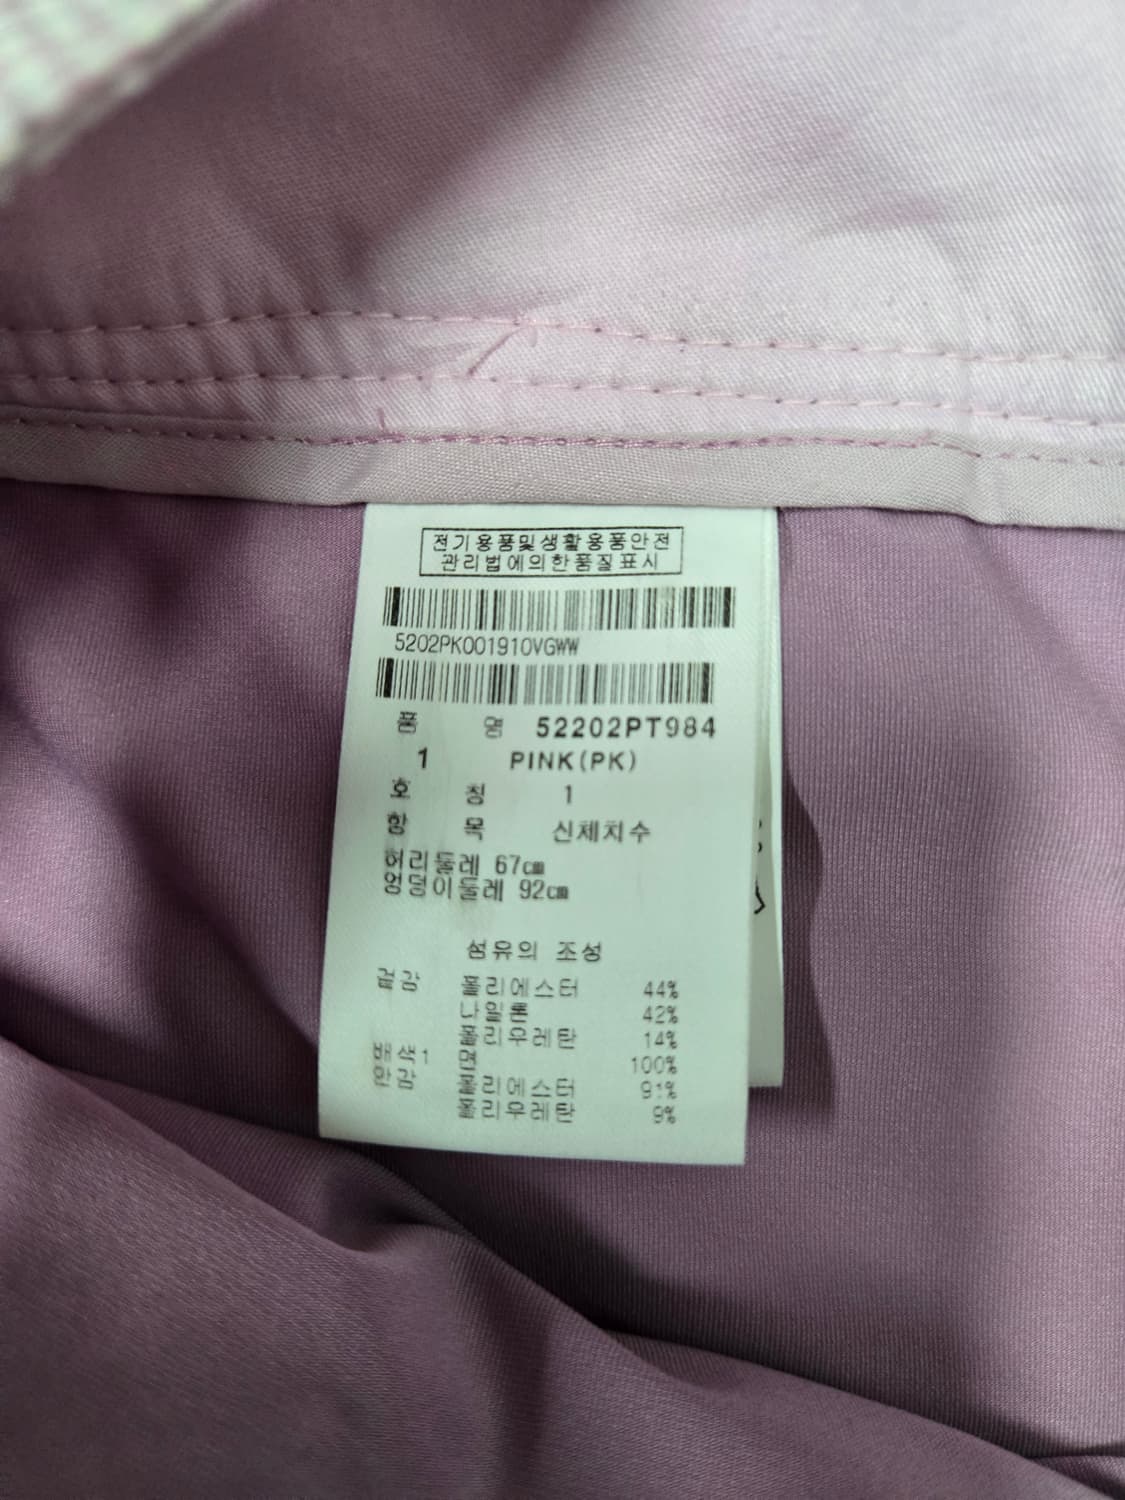 전기용품및생활용품안전
관리법에의한품질표시
5202PK001910VGWW
품 명 52202PT984
1 PINK(PK)
호 칭 1
항 목 신체치수
허리둘레 67cm
엉덩이둘레 92cm
섬유의 조성
겉감 폴리에스터 44%
나일론 42%
폴리우레탄 14%
배색1 면 100%
안감 폴리에스터 91%
폴리우레탄 9%